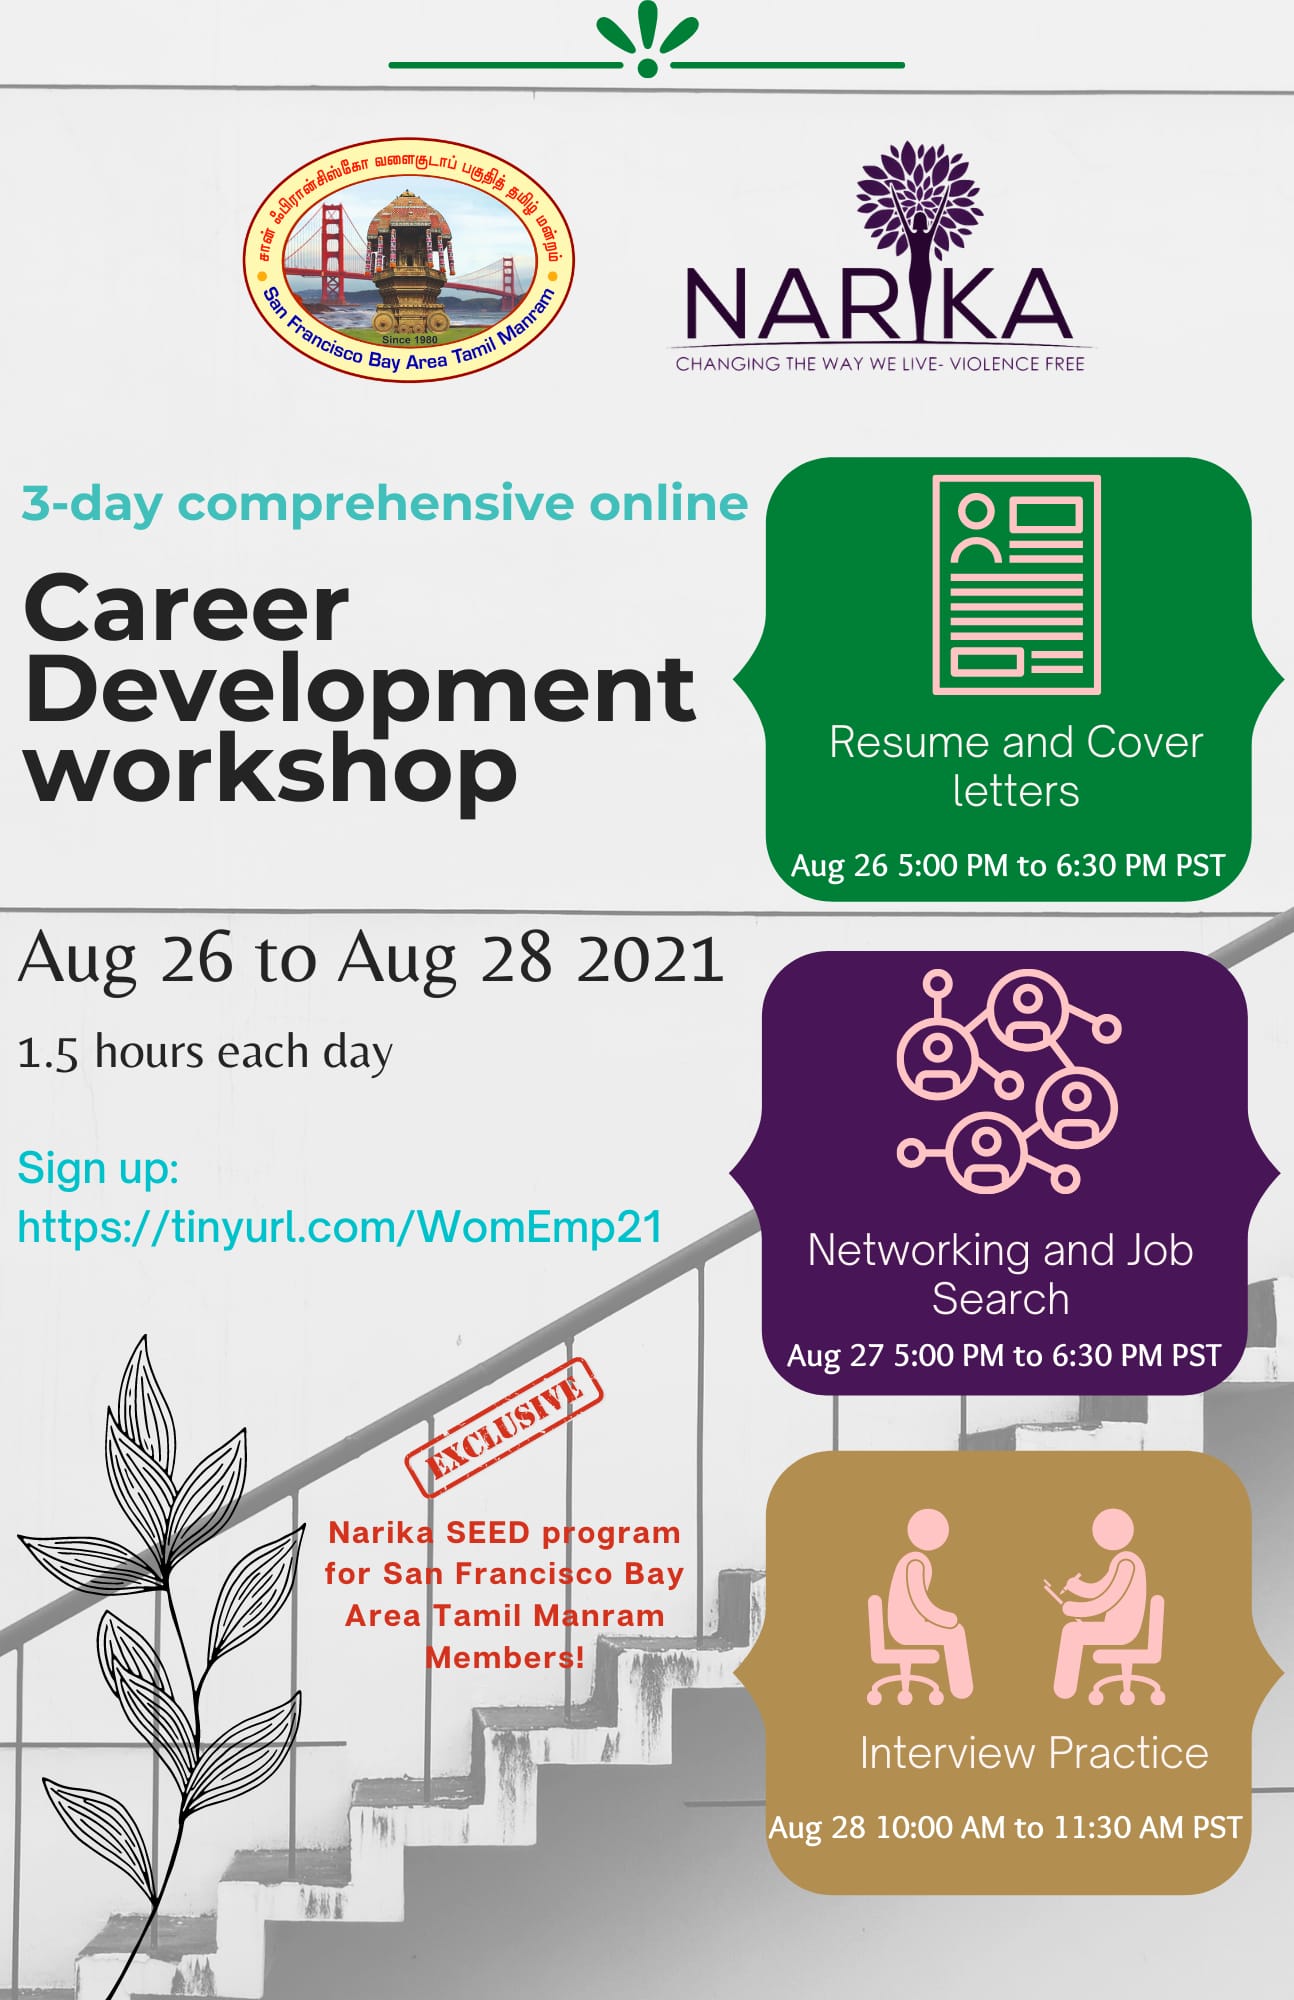 சான் ஃபிரான்சிஸ்கோ வளைகுடாப் பகுதித் தமிழ் மன்றம்
Since 1980
San Francisco Bay Area Tamil Manram
NARIKA
CHANGING THE WAY WE LIVE- VIOLENCE FREE
3-day comprehensive online
Career
Development
workshop
Resume and Cover
letters
Aug 26 5:00 PM to 6:30 PM PST
Aug 26 to Aug 28 2021
1.5 hours each day
Sign up:
https://tinyurl.com/WomEmp21
Networking and Job
Search
Aug 27 5:00 PM to 6:30 PM PST
EXCLUSIVE
Narika SEED program
for San Francisco Bay
Area Tamil Manram
Members!
Interview Practice
Aug 28 10:00 AM to 11:30 AM PST